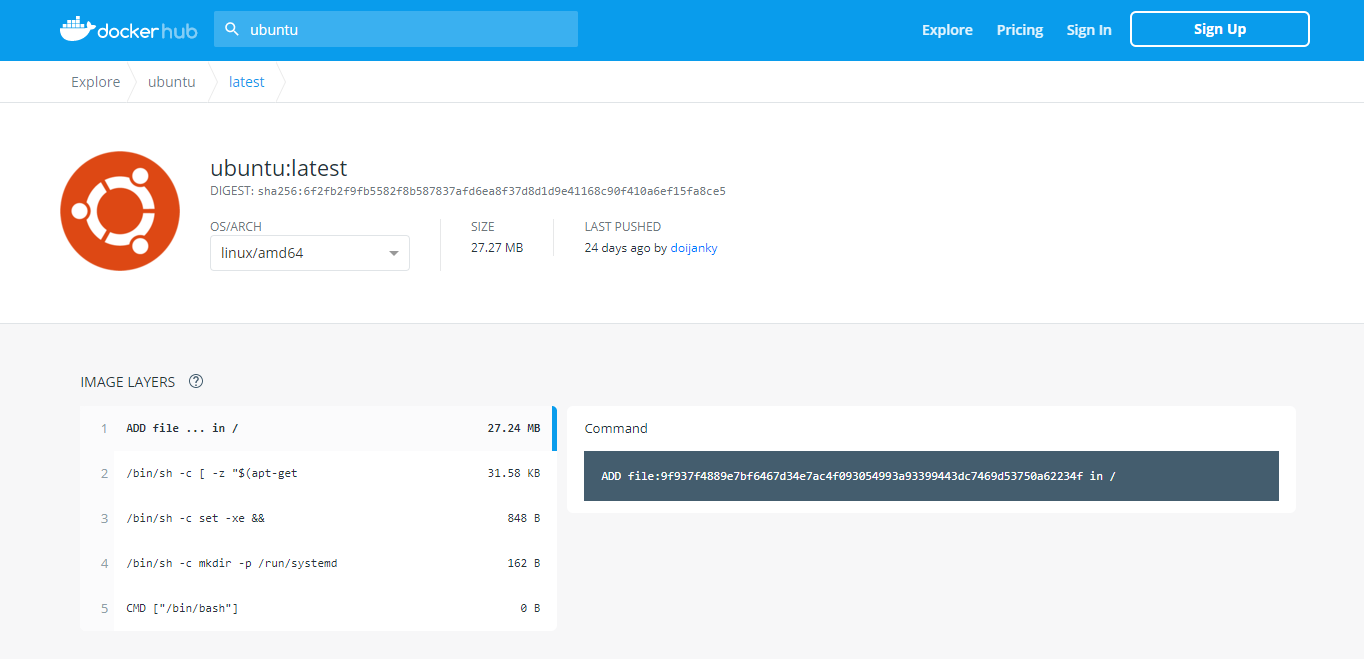 docker hub
ubuntu
Explore Pricing Sign In Sign Up
Explore ubuntu latest
ubuntu:latest
DIGEST: sha256:6f2fb2f9fb5582f8b587837afd6ea8f37d8d1d9e41168c90f410a6ef15fa8ce5
OS/ARCH
linux/amd64
SIZE
27.27 MB
LAST PUSHED
24 days ago by doijanky
IMAGE LAYERS ?
1 ADD file ... in / 27.24 MB
2 /bin/sh -c [ -z "$(apt-get 31.58 KB
3 /bin/sh -c set -xe && 848 B
4 /bin/sh -c mkdir -p /run/systemd 162 B
5 CMD ["/bin/bash"] 0 B
Command
ADD file:9f937f4889e7bf6467d34e7ac4f093054993a93399443dc7469d53750a62234f in /